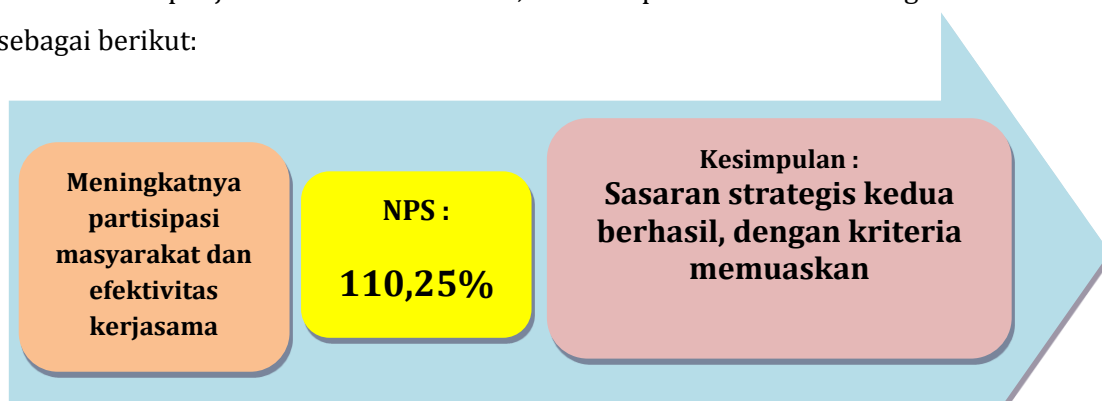 sebagai berikut:
Meningkatnya
partisipasi
masyarakat dan
efektivitas
kerjasama
NPS :
110,25%
Kesimpulan :
Sasaran strategis kedua
berhasil, dengan kriteria
memuaskan